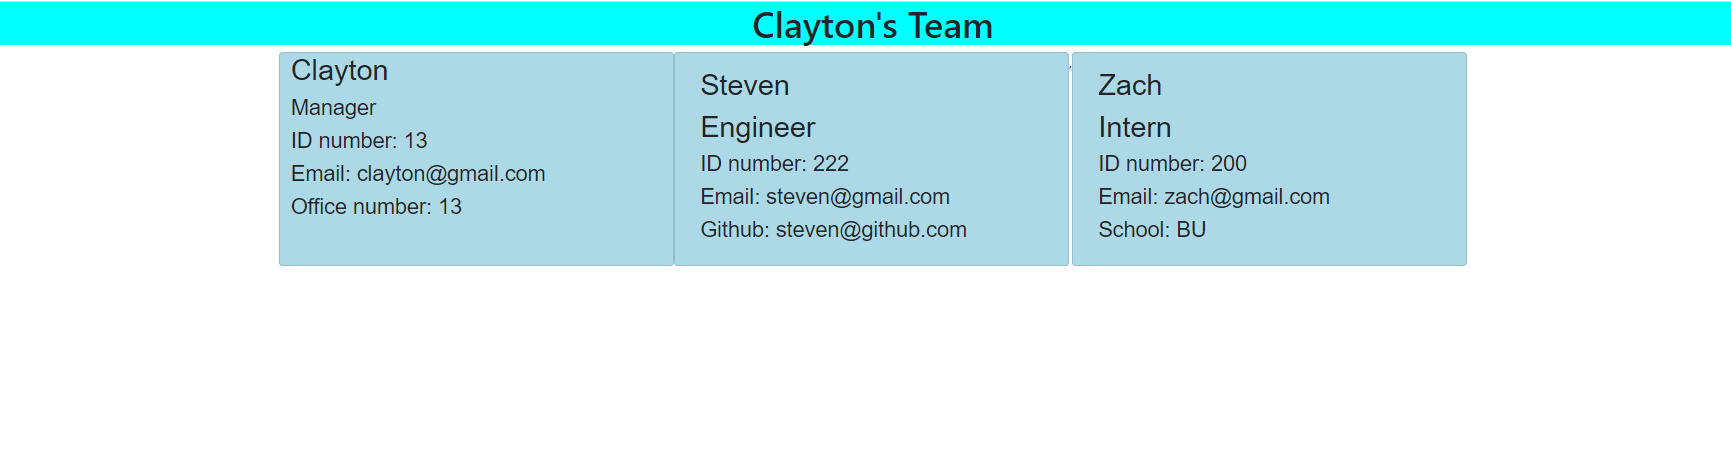 Clayton's Team
Clayton
Manager
ID number: 13
Email: clayton@gmail.com
Office number: 13
Steven
Engineer
ID number: 222
Email: steven@gmail.com
Github: steven@github.com
,
Zach
Intern
ID number: 200
Email: zach@gmail.com
School: BU